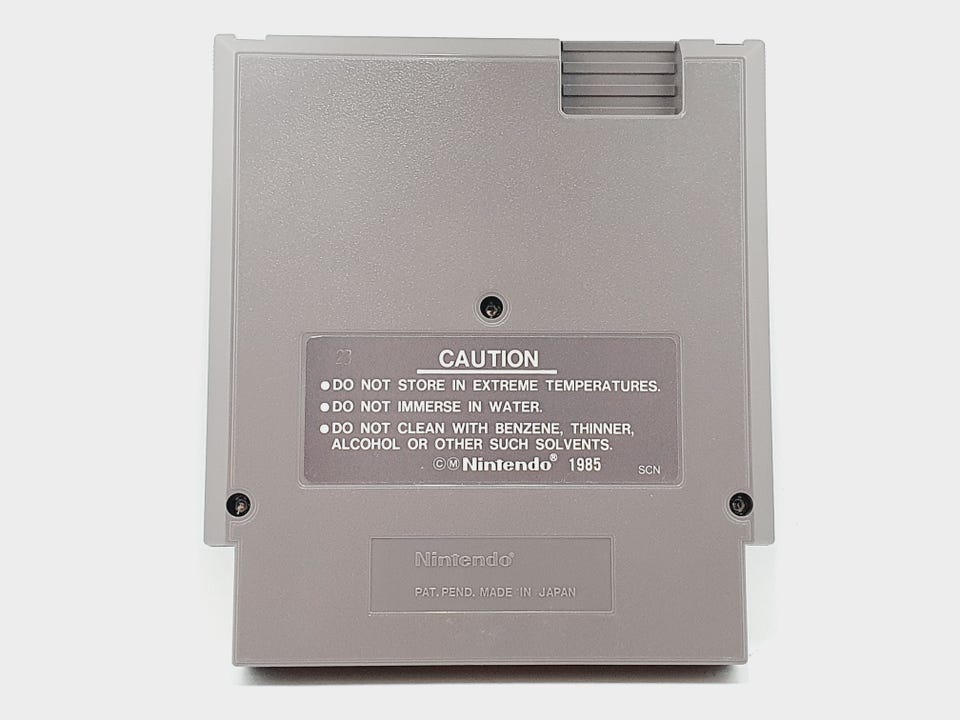 23
CAUTION
●DO NOT STORE IN EXTREME TEMPERATURES.
●DO NOT IMMERSE IN WATER.
●DO NOT CLEAN WITH BENZENE, THINNER,
ALCOHOL OR OTHER SUCH SOLVENTS.
©Ⓜ Nintendo® 1985 SCN
Nintendo®
PAT. PEND. MADE IN JAPAN